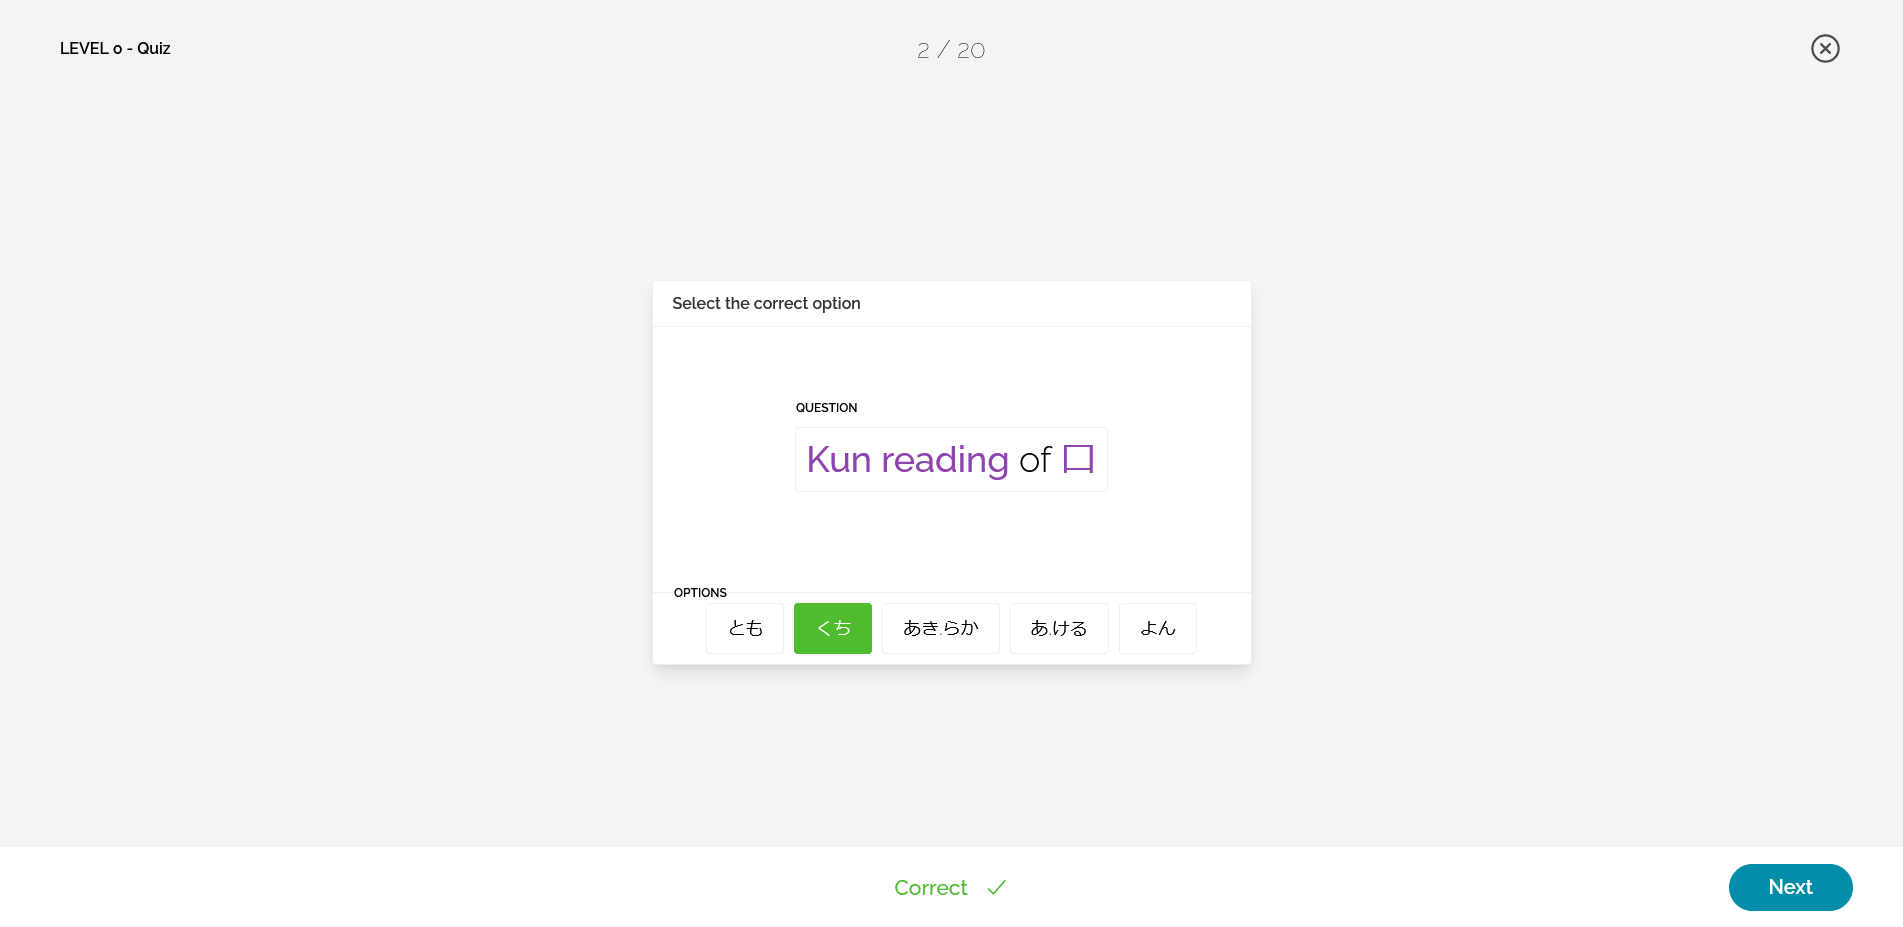 LEVEL 0 - Quiz
2 / 20
Select the correct option
QUESTION
Kun reading of 口
OPTIONS
とも
くち
あき.らか
あ.ける
よん
Correct
Next